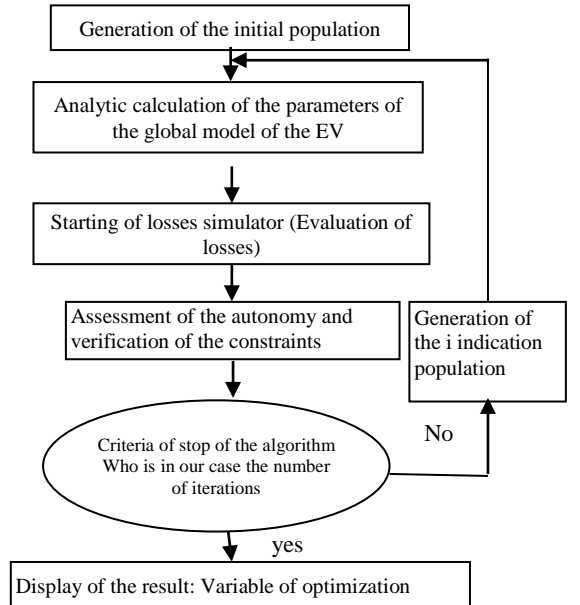 Generation of the initial population
Analytic calculation of the parameters of
the global model of the EV
Starting of losses simulator (Evaluation of
losses)
Assessment of the autonomy and
verification of the constraints
Generation of
the i indication
population
Criteria of stop of the algorithm
Who is in our case the number
of iterations
No
yes
Display of the result: Variable of optimization